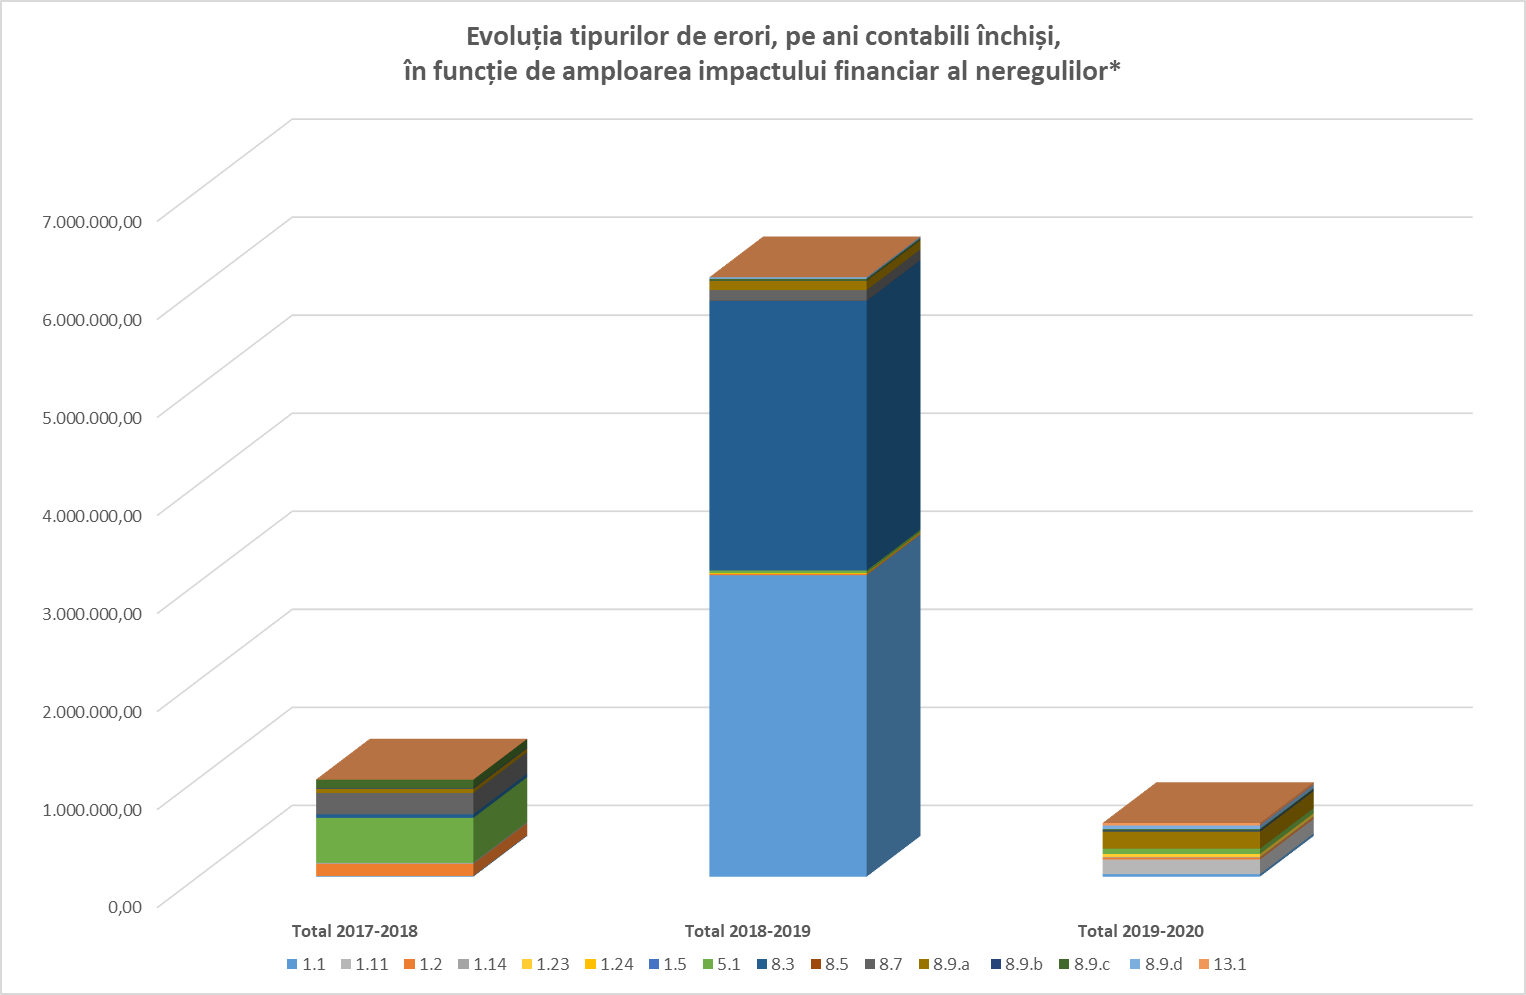 Evoluția tipurilor de erori, pe ani contabili închiși,
în funcție de amploarea impactului financiar al neregulilor*
7.000.000,00
6.000.000,00
5.000.000,00
4.000.000,00
3.000.000,00
2.000.000,00
1.000.000,00
0,00
Total 2017-2018 Total 2018-2019 Total 2019-2020
1.1 1.11 1.2 1.14 1.23 1.24 1.5 5.1 8.3 8.5 8.7 8.9.a 8.9.b 8.9.c 8.9.d 13.1